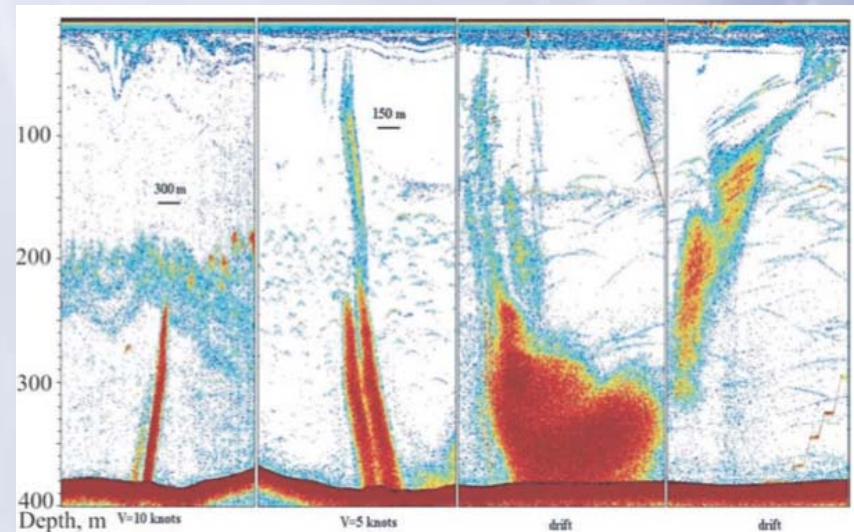 100
200
300
400
300 m
150 m
Depth, m
V=10 knots
V=5 knots
drift
drift